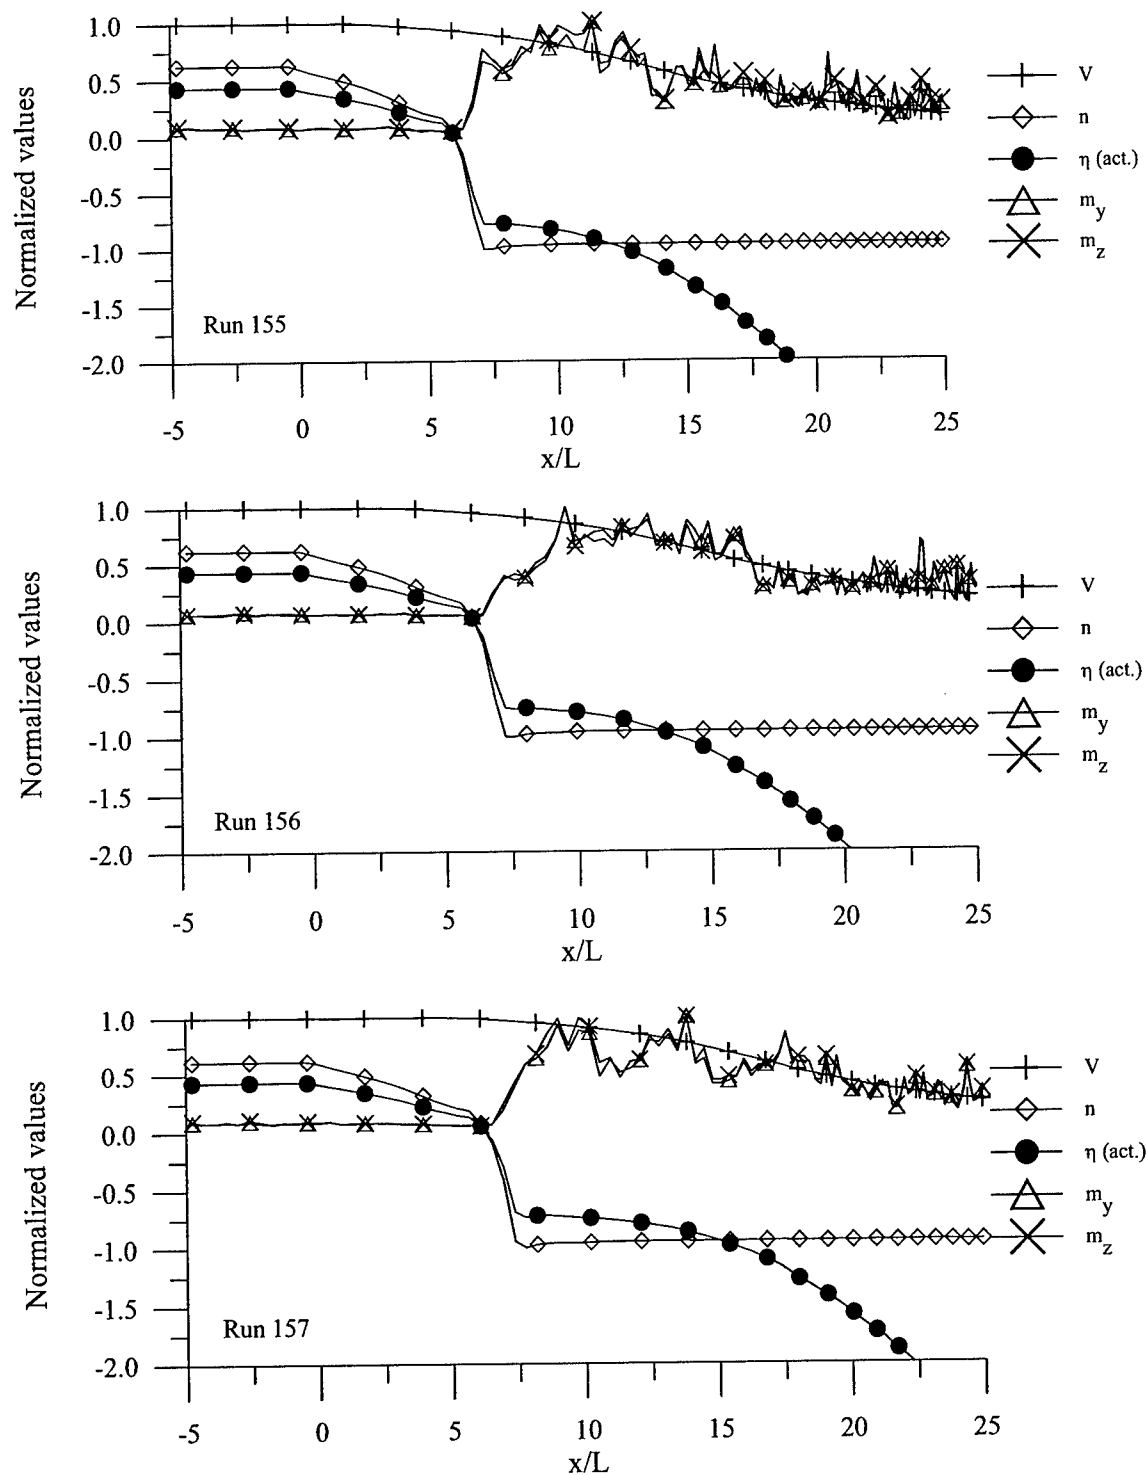 Normalized values
1.0
0.5
0.0
-0.5
-1.0
-1.5
-2.0
Run 155
-5 0 5 10 15 20 25
x/L
V
n
η (act.)
m_y
m_z
Normalized values
1.0
0.5
0.0
-0.5
-1.0
-1.5
-2.0
Run 156
-5 0 5 10 15 20 25
x/L
V
n
η (act.)
m_y
m_z
Normalized values
1.0
0.5
0.0
-0.5
-1.0
-1.5
-2.0
Run 157
-5 0 5 10 15 20 25
x/L
V
n
η (act.)
m_y
m_z